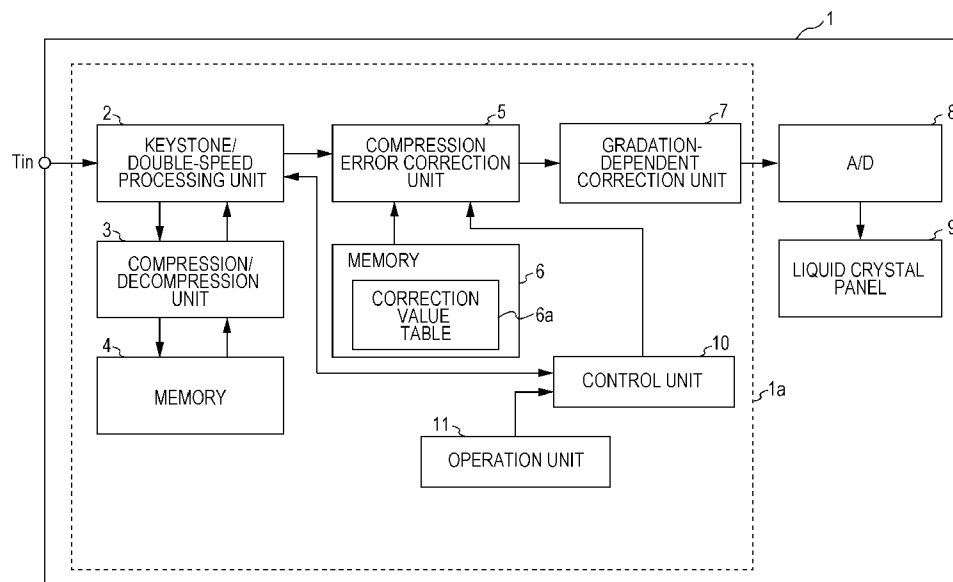 1
2
KEYSTONE/
DOUBLE-SPEED
PROCESSING UNIT
5
COMPRESSION
ERROR CORRECTION
UNIT
7
GRADATION-
DEPENDENT
CORRECTION UNIT
8
A/D
Tin
3
COMPRESSION/
DECOMPRESSION
UNIT
MEMORY
6
CORRECTION
VALUE
TABLE
6a
9
LIQUID CRYSTAL
PANEL
4
MEMORY
10
CONTROL UNIT
1a
11
OPERATION UNIT